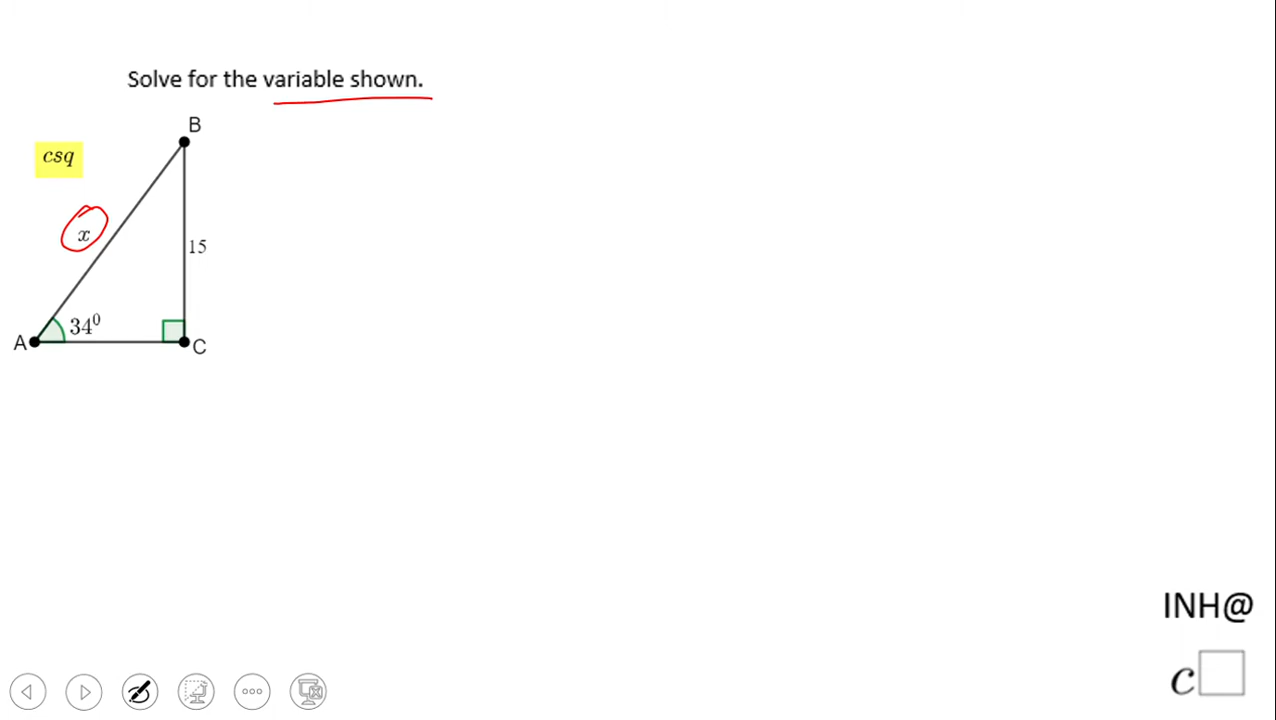 Solve for the variable shown.
B
csq
x
15
34⁰
A
C
INH@
c